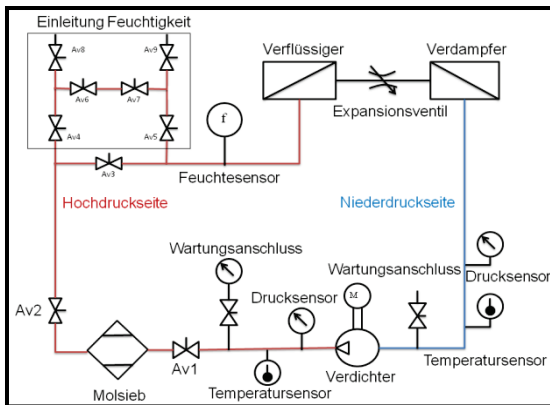 Einleitung Feuchtigkeit
Av8
Av9
Av6
Av7
Av4
Av5
Av3
f
Feuchtesensor
Verflüssiger
Verdampfer
Expansionsventil
Hochdruckseite
Niederdruckseite
Wartungsanschluss
Wartungsanschluss
Drucksensor
Drucksensor
M
Av2
Av1
Molsieb
Temperatursensor
Verdichter
Temperatursensor